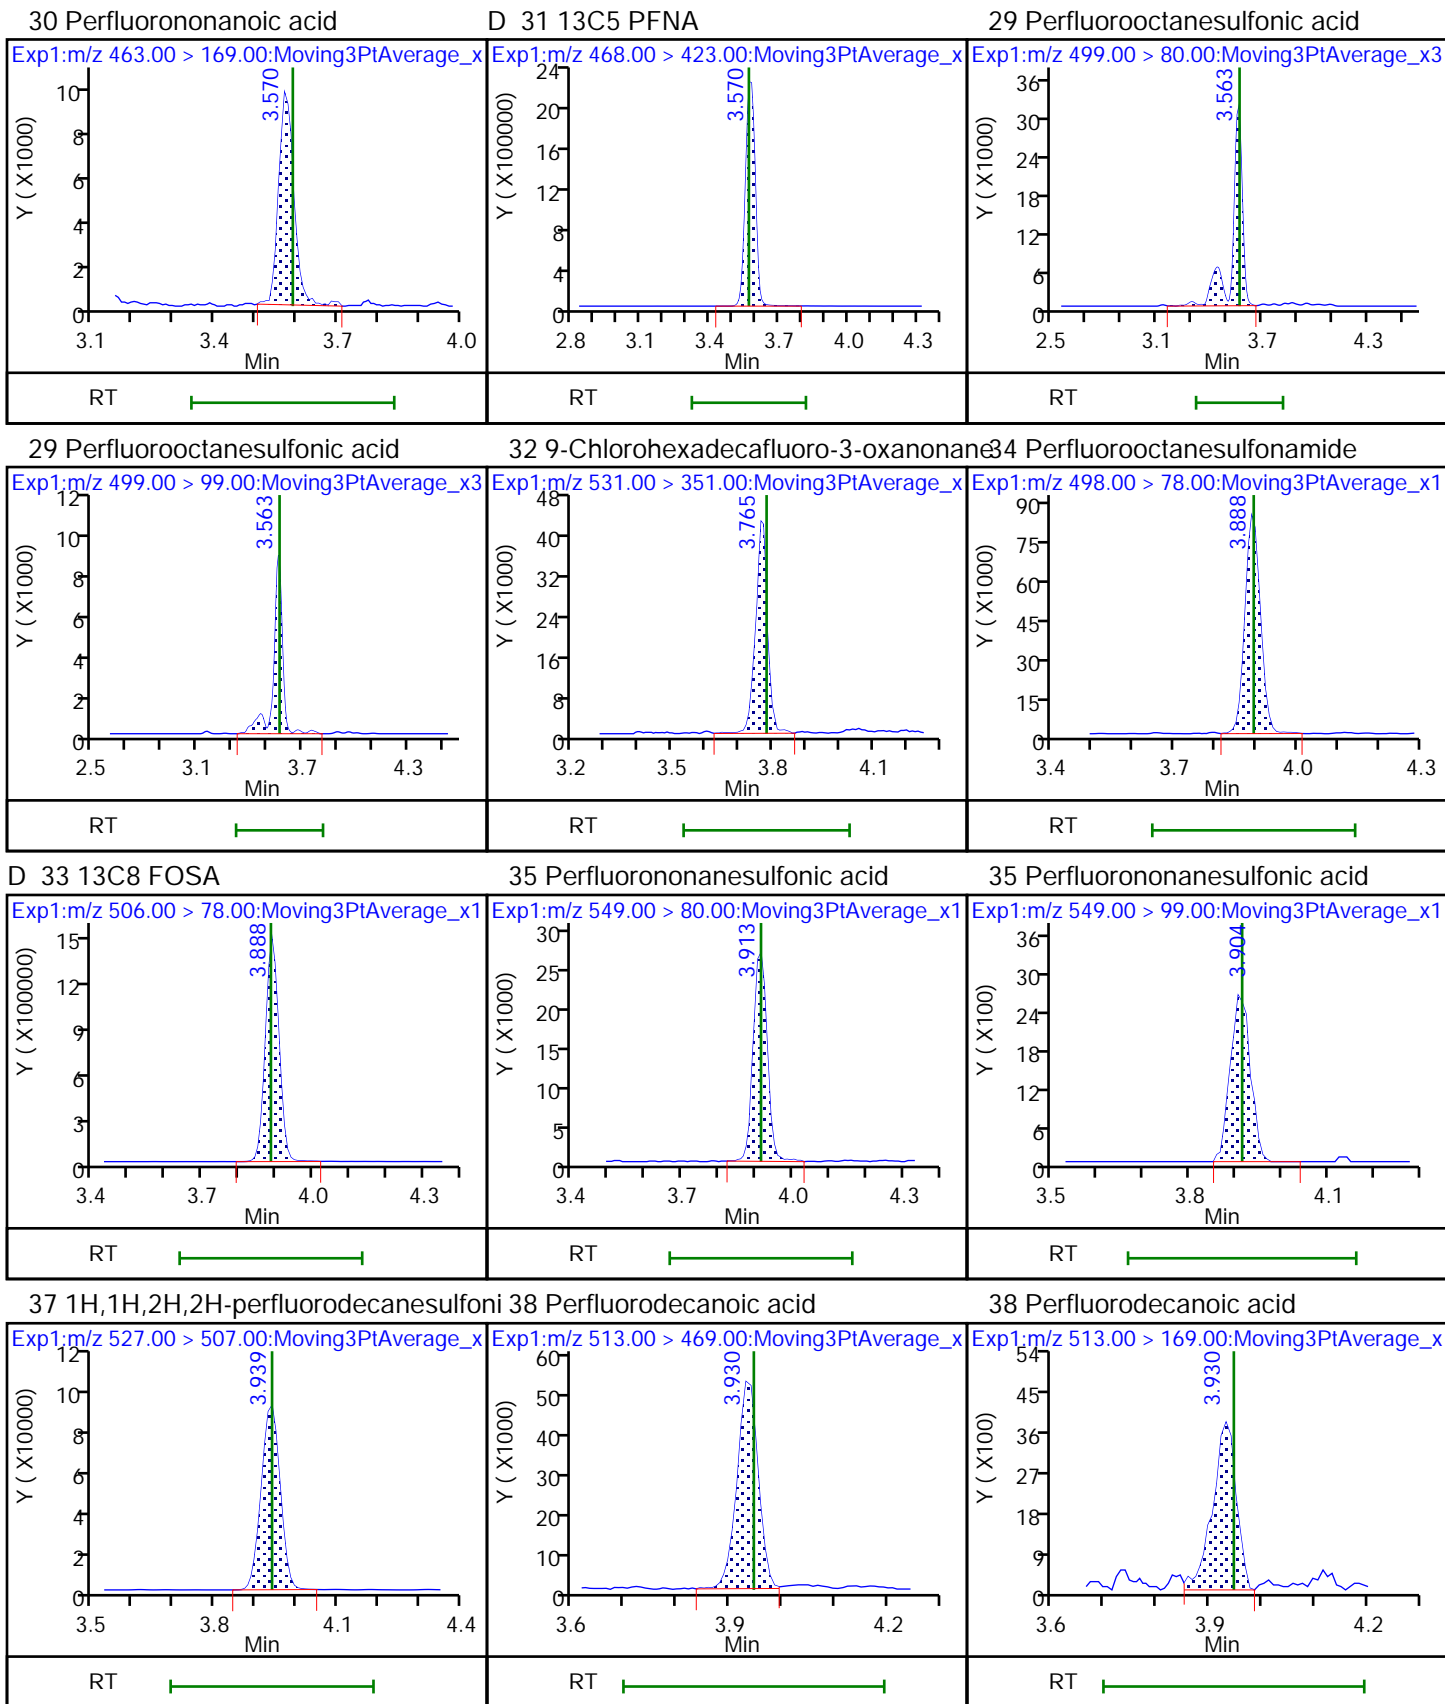 30 Perfluorononanoic acid
Exp1:m/z 463.00 > 169.00:Moving3PtAverage_x
3.570
Y ( X1000)
10
8
6
4
2
0
3.1 3.4 3.7 4.0
Min
RT
D 31 13C5 PFNA
Exp1:m/z 468.00 > 423.00:Moving3PtAverage_x
3.570
Y ( X100000)
24
20
16
12
8
4
0
2.8 3.1 3.4 3.7 4.0 4.3
Min
RT
29 Perfluorooctanesulfonic acid
Exp1:m/z 499.00 > 80.00:Moving3PtAverage_x3
3.563
Y ( X1000)
36
30
24
18
12
6
0
2.5 3.1 3.7 4.3
Min
RT
29 Perfluorooctanesulfonic acid
Exp1:m/z 499.00 > 99.00:Moving3PtAverage_x3
3.563
Y ( X1000)
12
10
8
6
4
2
0
2.5 3.1 3.7 4.3
Min
RT
32 9-Chlorohexadecafluoro-3-oxanonane
Exp1:m/z 531.00 > 351.00:Moving3PtAverage_x
3.765
Y ( X1000)
48
40
32
24
16
8
0
3.2 3.5 3.8 4.1
Min
RT
34 Perfluorooctanesulfonamide
Exp1:m/z 498.00 > 78.00:Moving3PtAverage_x1
3.888
Y ( X1000)
90
75
60
45
30
15
0
3.4 3.7 4.0 4.3
Min
RT
D 33 13C8 FOSA
Exp1:m/z 506.00 > 78.00:Moving3PtAverage_x1
3.888
Y ( X100000)
15
12
9
6
3
0
3.4 3.7 4.0 4.3
Min
RT
35 Perfluorononanesulfonic acid
Exp1:m/z 549.00 > 80.00:Moving3PtAverage_x1
3.913
Y ( X1000)
30
25
20
15
10
5
0
3.4 3.7 4.0 4.3
Min
RT
35 Perfluorononanesulfonic acid
Exp1:m/z 549.00 > 99.00:Moving3PtAverage_x1
3.904
Y ( X100)
36
30
24
18
12
6
0
3.5 3.8 4.1
Min
RT
37 1H,1H,2H,2H-perfluorodecanesulfoni
Exp1:m/z 527.00 > 507.00:Moving3PtAverage_x
3.939
Y ( X10000)
12
10
8
6
4
2
0
3.5 3.8 4.1 4.4
Min
RT
38 Perfluorodecanoic acid
Exp1:m/z 513.00 > 469.00:Moving3PtAverage_x
3.930
Y ( X1000)
60
50
40
30
20
10
0
3.6 3.9 4.2
Min
RT
38 Perfluorodecanoic acid
Exp1:m/z 513.00 > 169.00:Moving3PtAverage_x
3.930
Y ( X100)
54
45
36
27
18
9
0
3.6 3.9 4.2
Min
RT